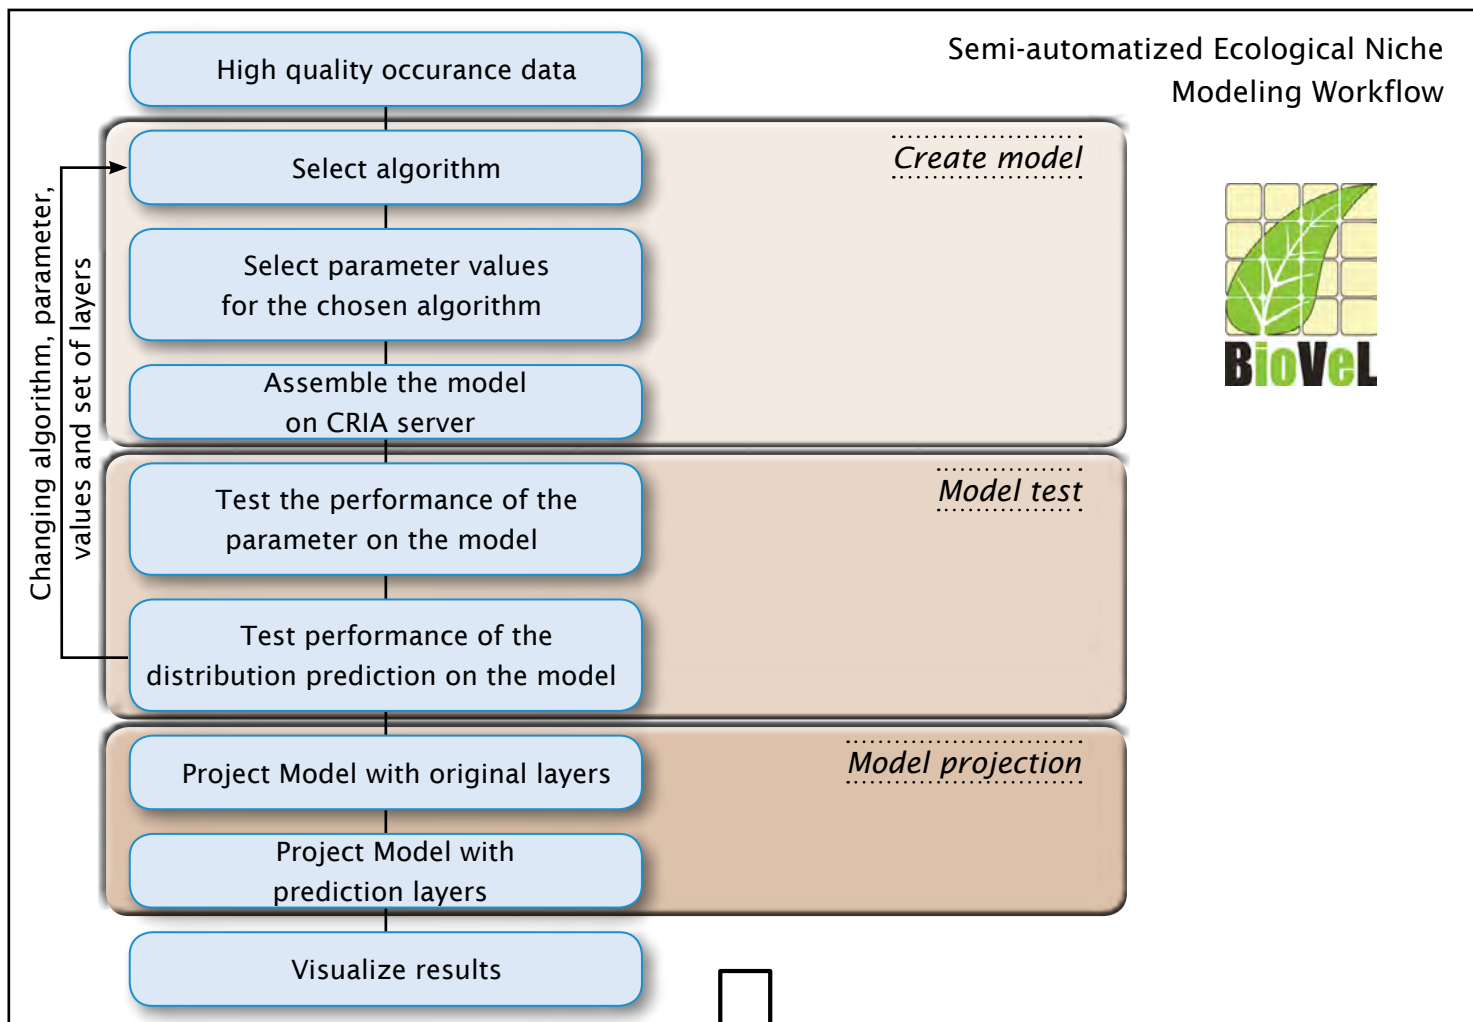 Semi-automatized Ecological Niche
Modeling Workflow
High quality occurance data
Create model
Select algorithm
Select parameter values
for the chosen algorithm
Assemble the model
on CRIA server
Model test
Test the performance of the
parameter on the model
Test performance of the
distribution prediction on the model
Changing algorithm, parameter,
values and set of layers
Model projection
Project Model with original layers
Project Model with
prediction layers
Visualize results
BioVeL